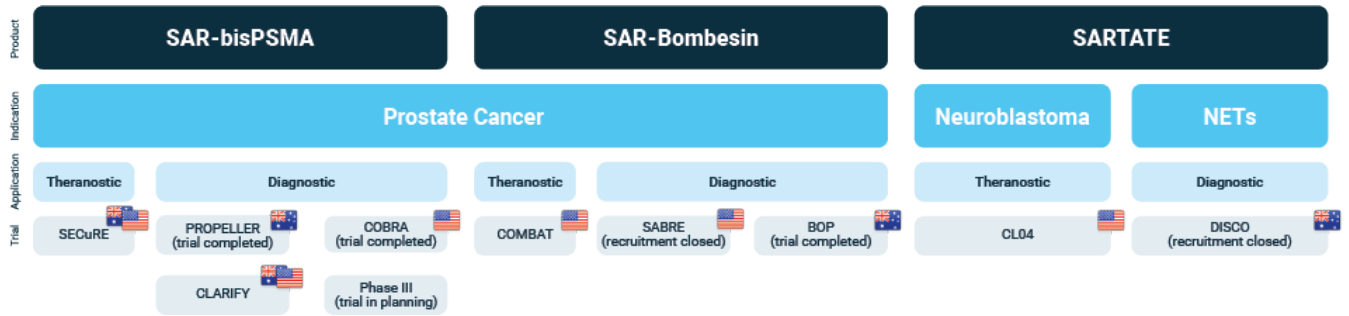 Product
SAR-bisPSMA
SAR-Bombesin
SARTATE
Indication
Prostate Cancer
Neuroblastoma
NETs
Application
Theranostic
Diagnostic
Theranostic
Diagnostic
Theranostic
Diagnostic
Trial
SECuRE
PROPELLER
(trial completed)
COBRA
(trial completed)
COMBAT
SABRE
(recruitment closed)
BOP
(trial completed)
CL04
DISCO
(recruitment closed)
CLARIFY
Phase III
(trial in planning)